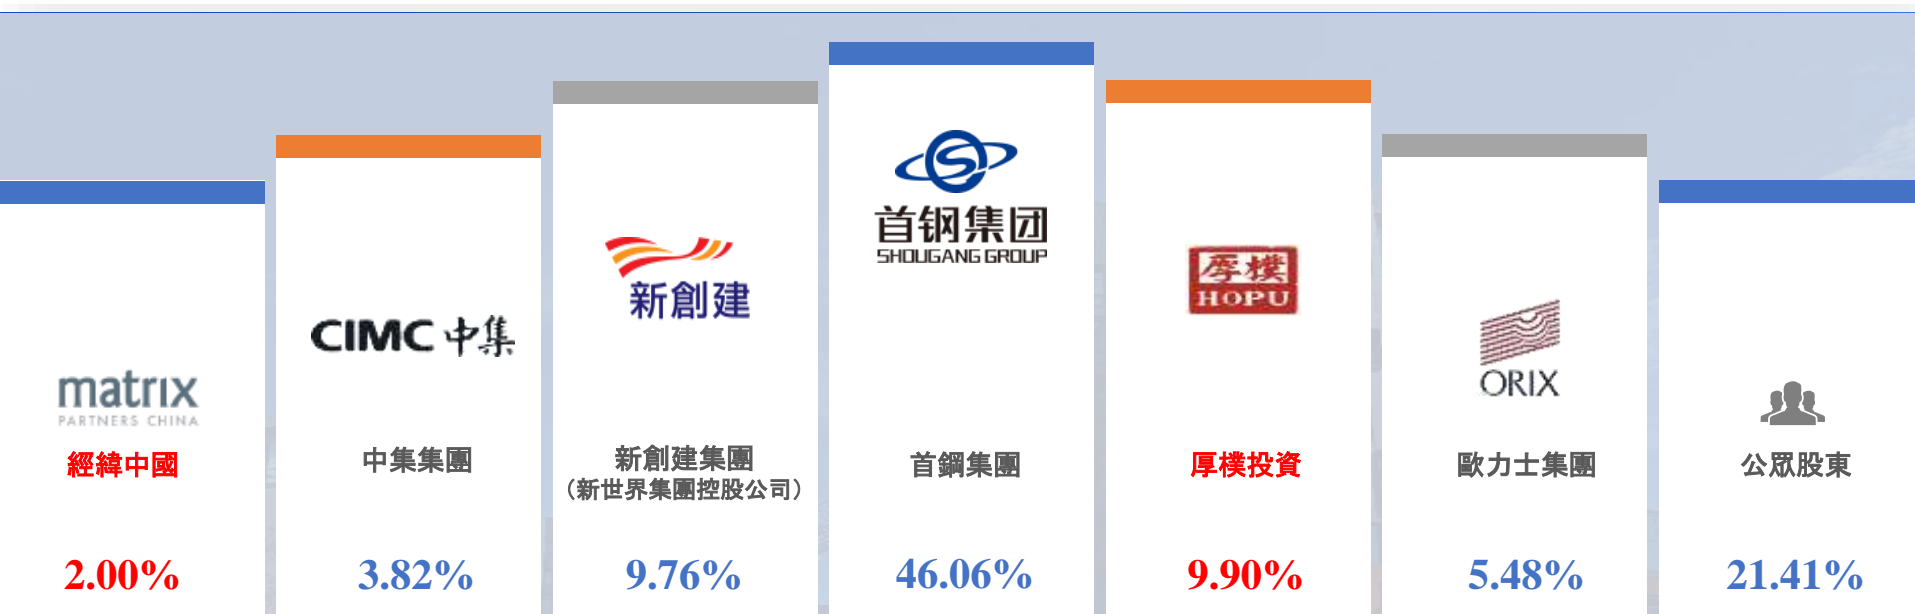 matrix
PARTNERS CHINA
經緯中國
2.00%
CIMC 中集
中集集團
3.82%
新創建
新創建集團
（新世界集團控股公司）
9.76%
首钢集团
SHOUGANG GROUP
首鋼集團
46.06%
厚樸
HOPU
厚樸投資
9.90%
ORIX
歐力士集團
5.48%
公眾股東
21.41%